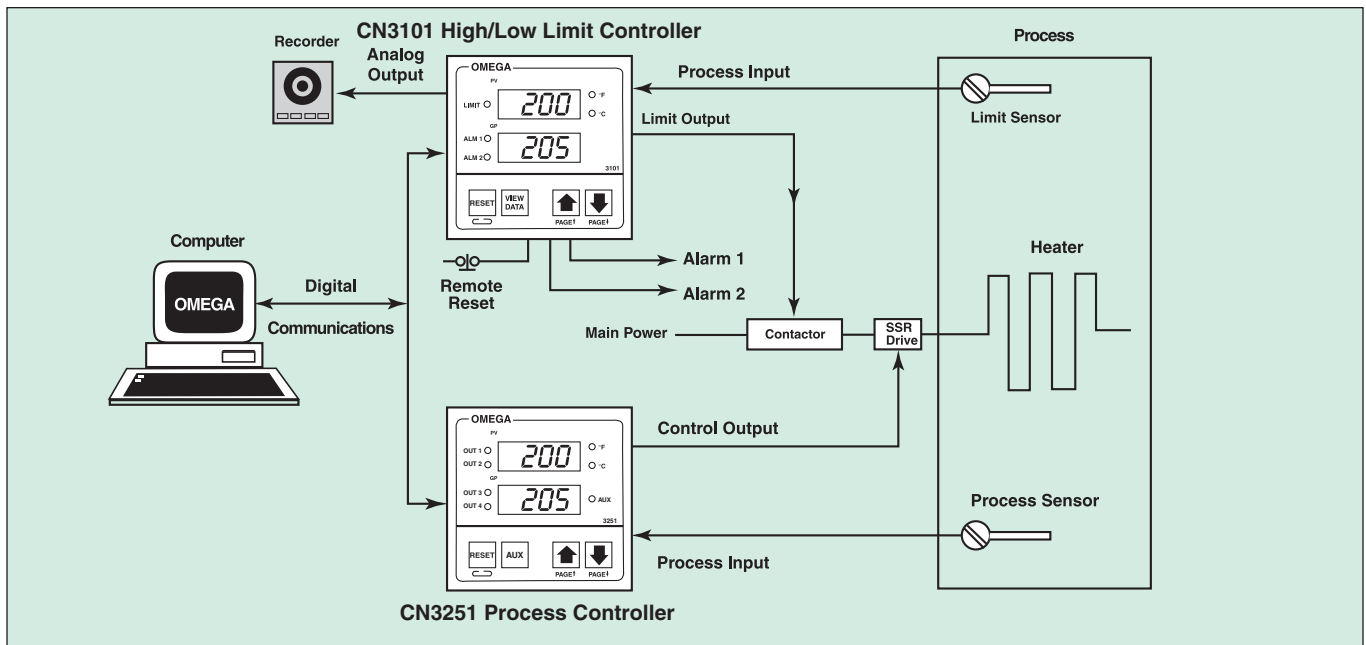 CN3101 High/Low Limit Controller
Recorder
Analog
Output
OMEGA
PV
LIMIT
200
°F
°C
GP
ALM 1
ALM 2
205
3101
RESET
VIEW
DATA
PAGE
PAGE
Process Input
Limit Output
Process
Limit Sensor
Computer
OMEGA
Digital
Communications
Remote
Reset
Alarm 1
Alarm 2
Heater
Main Power
Contactor
SSR
Drive
OMEGA
PV
OUT 1
OUT 2
200
°F
°C
GP
OUT 3
OUT 4
205
AUX
3251
RESET
AUX
PAGE
PAGE
Control Output
Process Sensor
Process Input
CN3251 Process Controller